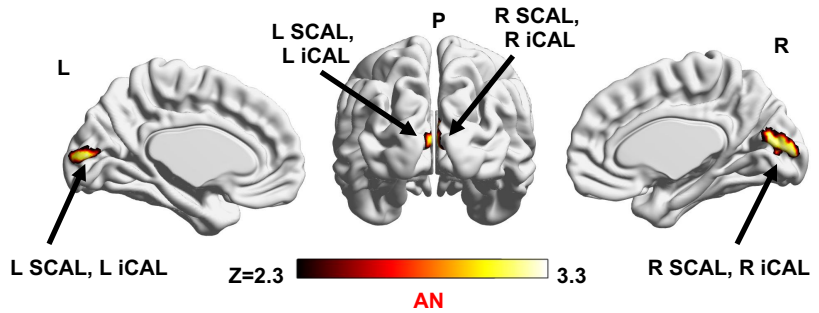 L
L SCAL,
L iCAL
P
R SCAL,
R iCAL
R
L SCAL, L iCAL
R SCAL, R iCAL
Z=2.3
3.3
AN